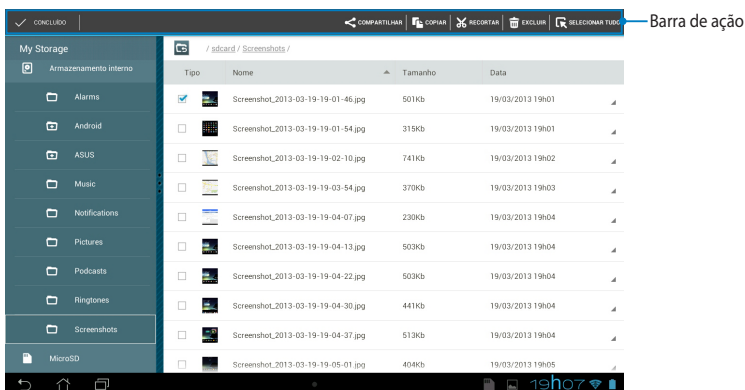 CONCLUÍDO COMPARTILHAR COPIAR RECORTAR EXCLUIR SELECIONAR TUDO Barra de ação
My Storage / sdcard / Screenshots /
Armazenamento interno Tipo Nome Tamanho Data
Alarms Screenshot_2013-03-19-19-01-46.jpg 501Kb 19/03/2013 19h01
Android Screenshot_2013-03-19-19-01-54.jpg 315Kb 19/03/2013 19h01
ASUS Screenshot_2013-03-19-19-02-10.jpg 741Kb 19/03/2013 19h02
Music Screenshot_2013-03-19-19-03-54.jpg 370Kb 19/03/2013 19h03
Notifications Screenshot_2013-03-19-19-04-07.jpg 230Kb 19/03/2013 19h04
Pictures Screenshot_2013-03-19-19-04-13.jpg 503Kb 19/03/2013 19h04
Podcasts Screenshot_2013-03-19-19-04-22.jpg 503Kb 19/03/2013 19h04
Ringtones Screenshot_2013-03-19-19-04-30.jpg 441Kb 19/03/2013 19h04
Screenshots Screenshot_2013-03-19-19-04-37.jpg 513Kb 19/03/2013 19h04
MicroSD Screenshot_2013-03-19-19-05-01.jpg 404Kb 19/03/2013 19h05
19h07